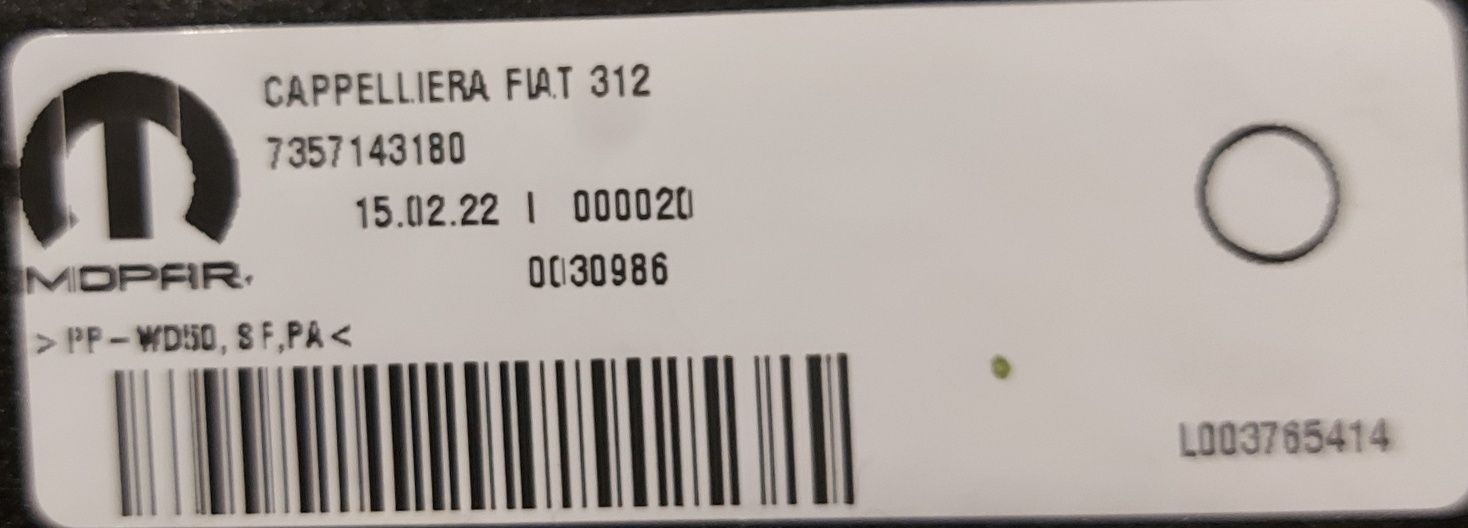 CAPPELLIERA FIAT 312
7357143180
15.02.22 I 000020
0030986
MOPAR
>PP-WD50, SF,PA<
L003765414